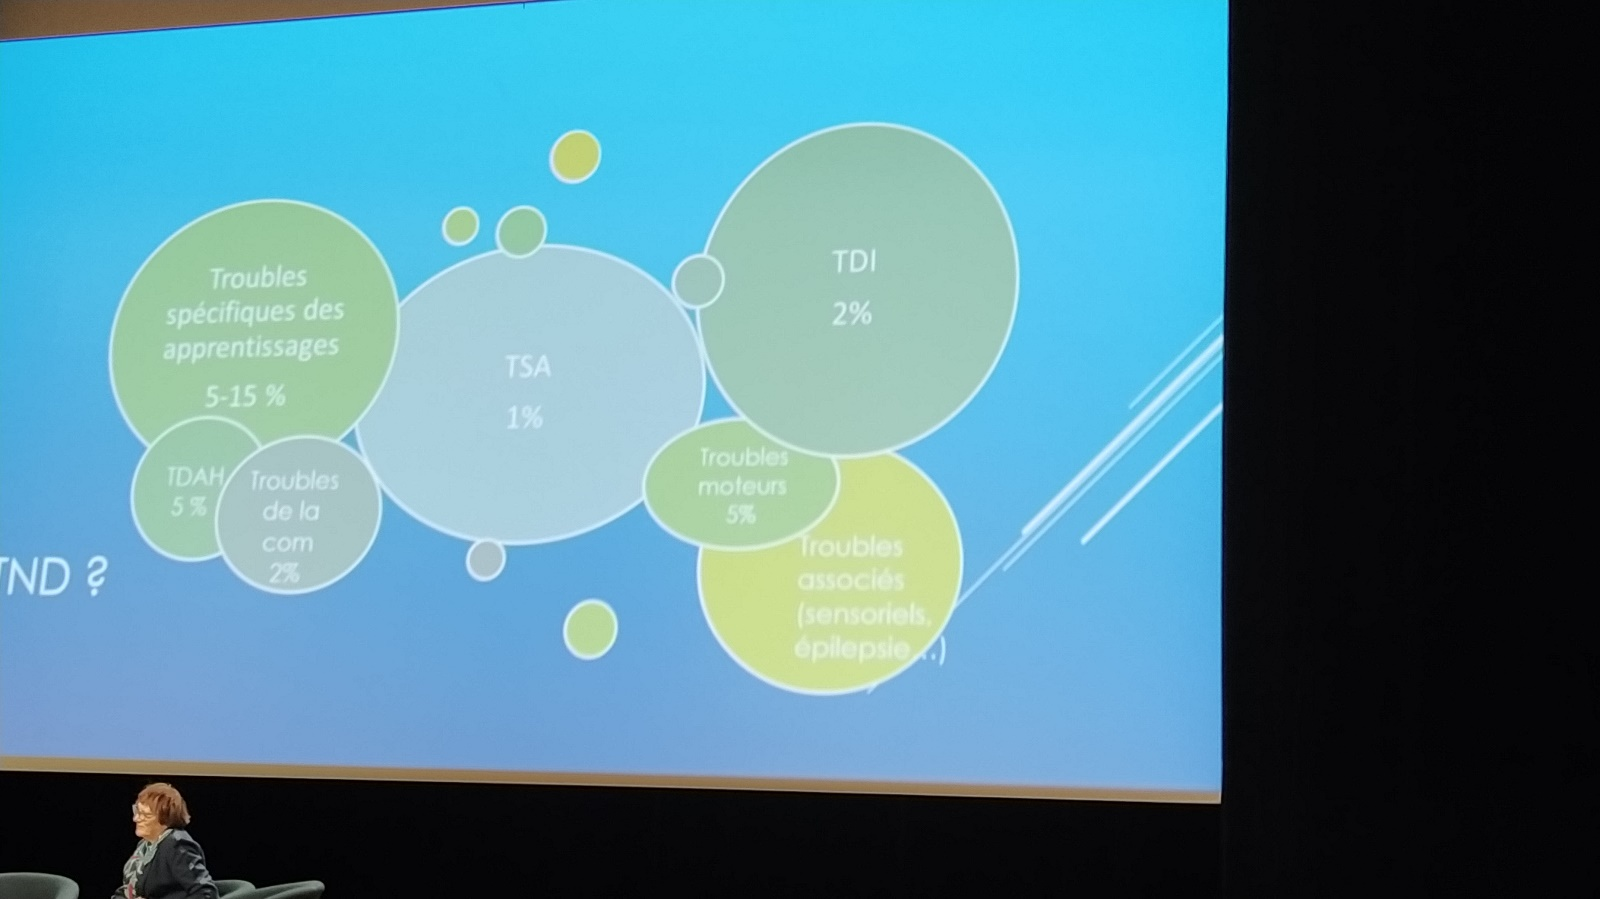 TND ?
Troubles
spécifiques des
apprentissages
5-15 %
TDAH
5 %
Troubles
de la
com
2%
TSA
1%
TDI
2%
Troubles
moteurs
5%
Troubles
associés
(sensoriels,
épilepsie...)